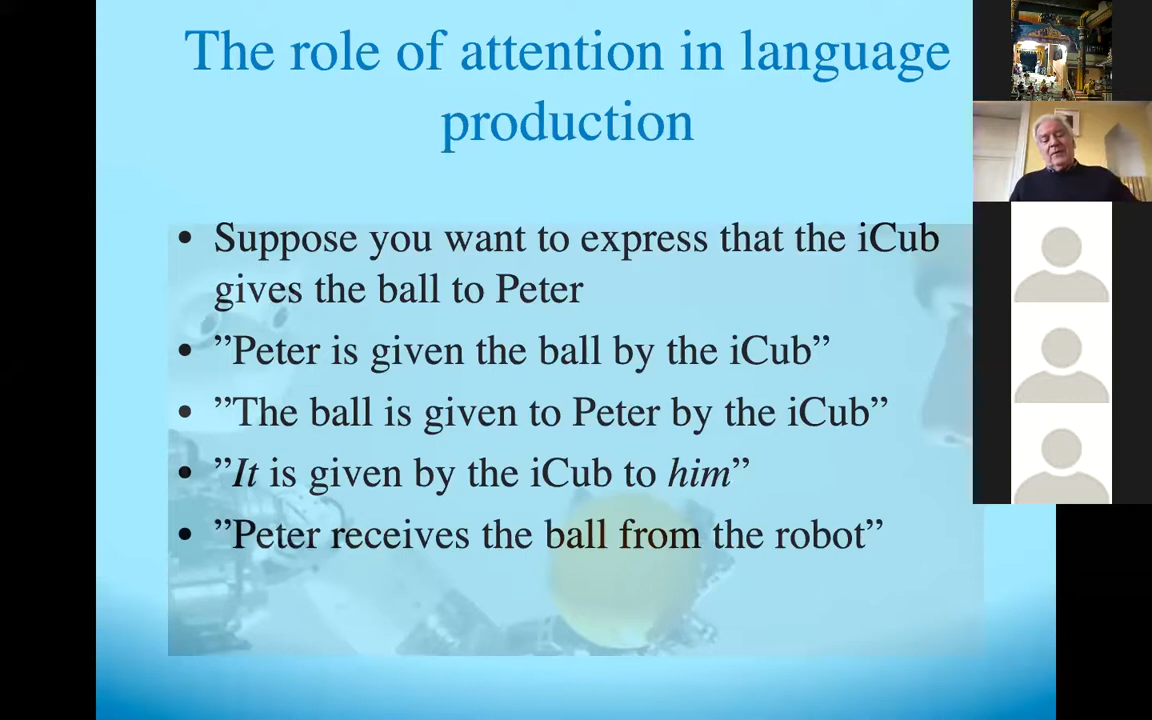 The role of attention in language
production
• Suppose you want to express that the iCub
gives the ball to Peter
• ”Peter is given the ball by the iCub”
• ”The ball is given to Peter by the iCub”
• ”It is given by the iCub to him”
• ”Peter receives the ball from the robot”